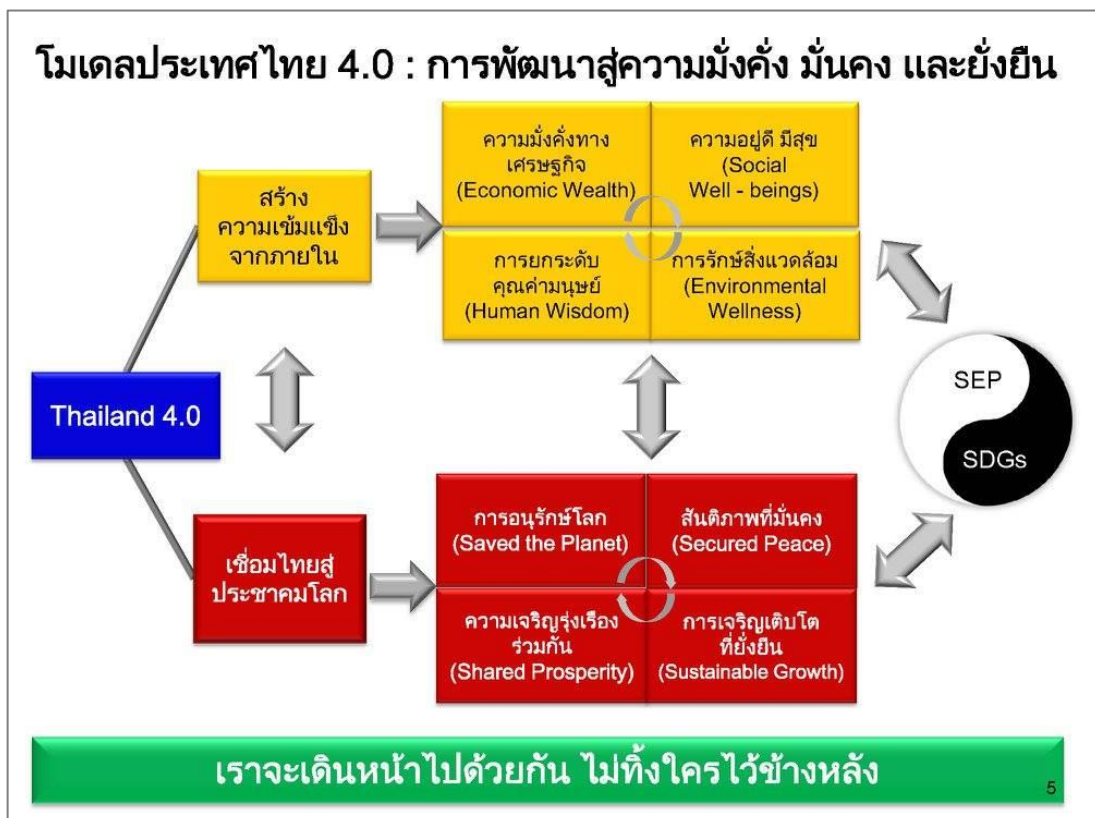 โมเดลประเทศไทย 4.0 : การพัฒนาสู่ความมั่งคั่ง มั่นคง และยั่งยืน
สร้าง
ความเข้มแข็ง
จากภายใน
ความมั่งคั่งทาง
เศรษฐกิจ
(Economic Wealth)
ความอยู่ดี มีสุข
(Social
Well - beings)
การยกระดับ
คุณค่ามนุษย์
(Human Wisdom)
การรักษ์สิ่งแวดล้อม
(Environmental
Wellness)
Thailand 4.0
SEP
SDGs
เชื่อมไทยสู่
ประชาคมโลก
การอนุรักษ์โลก
(Saved the Planet)
สันติภาพที่มั่นคง
(Secured Peace)
ความเจริญรุ่งเรือง
ร่วมกัน
(Shared Prosperity)
การเจริญเติบโต
ที่ยั่งยืน
(Sustainable Growth)
เราจะเดินหน้าไปด้วยกัน ไม่ทิ้งใครไว้ข้างหลัง
5